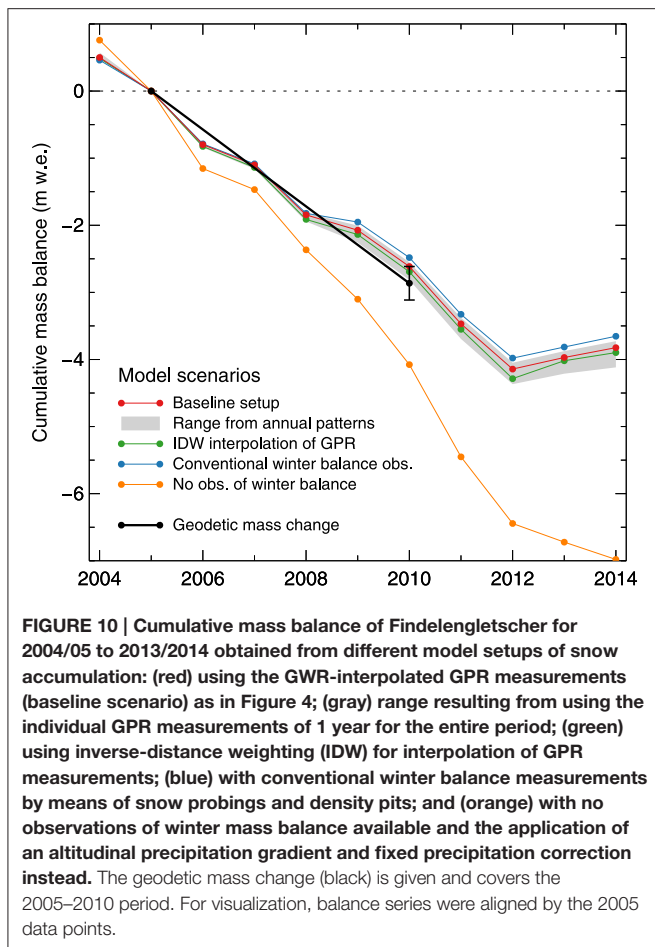 0
−2
−4
−6
Cumulative mass balance (m w.e.)
Model scenarios
Baseline setup
Range from annual patterns
IDW interpolation of GPR
Conventional winter balance obs.
No obs. of winter balance
Geodetic mass change
2004 2006 2008 2010 2012 2014
FIGURE 10 | Cumulative mass balance of Findelengletscher for
2004/05 to 2013/2014 obtained from different model setups of snow
accumulation: (red) using the GWR-interpolated GPR measurements
(baseline scenario) as in Figure 4; (gray) range resulting from using the
individual GPR measurements of 1 year for the entire period; (green)
using inverse-distance weighting (IDW) for interpolation of GPR
measurements; (blue) with conventional winter balance measurements
by means of snow probings and density pits; and (orange) with no
observations of winter mass balance available and the application of
an altitudinal precipitation gradient and fixed precipitation correction
instead. The geodetic mass change (black) is given and covers the
2005–2010 period. For visualization, balance series were aligned by the 2005
data points.